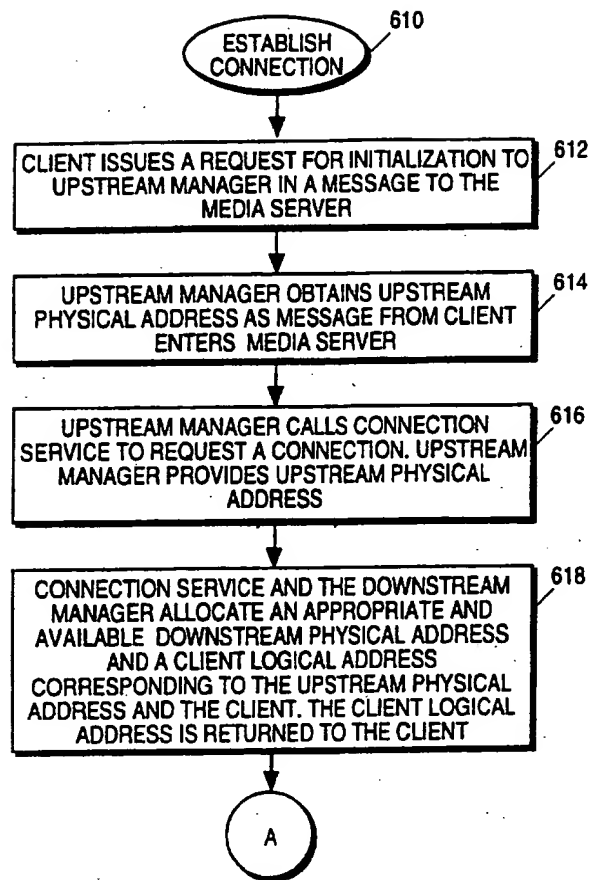 610
ESTABLISH
CONNECTION
612
CLIENT ISSUES A REQUEST FOR INITIALIZATION TO
UPSTREAM MANAGER IN A MESSAGE TO THE
MEDIA SERVER
614
UPSTREAM MANAGER OBTAINS UPSTREAM
PHYSICAL ADDRESS AS MESSAGE FROM CLIENT
ENTERS MEDIA SERVER
616
UPSTREAM MANAGER CALLS CONNECTION
SERVICE TO REQUEST A CONNECTION. UPSTREAM
MANAGER PROVIDES UPSTREAM PHYSICAL
ADDRESS
618
CONNECTION SERVICE AND THE DOWNSTREAM
MANAGER ALLOCATE AN APPROPRIATE AND
AVAILABLE DOWNSTREAM PHYSICAL ADDRESS
AND A CLIENT LOGICAL ADDRESS
CORRESPONDING TO THE UPSTREAM PHYSICAL
ADDRESS AND THE CLIENT. THE CLIENT LOGICAL
ADDRESS IS RETURNED TO THE CLIENT
A